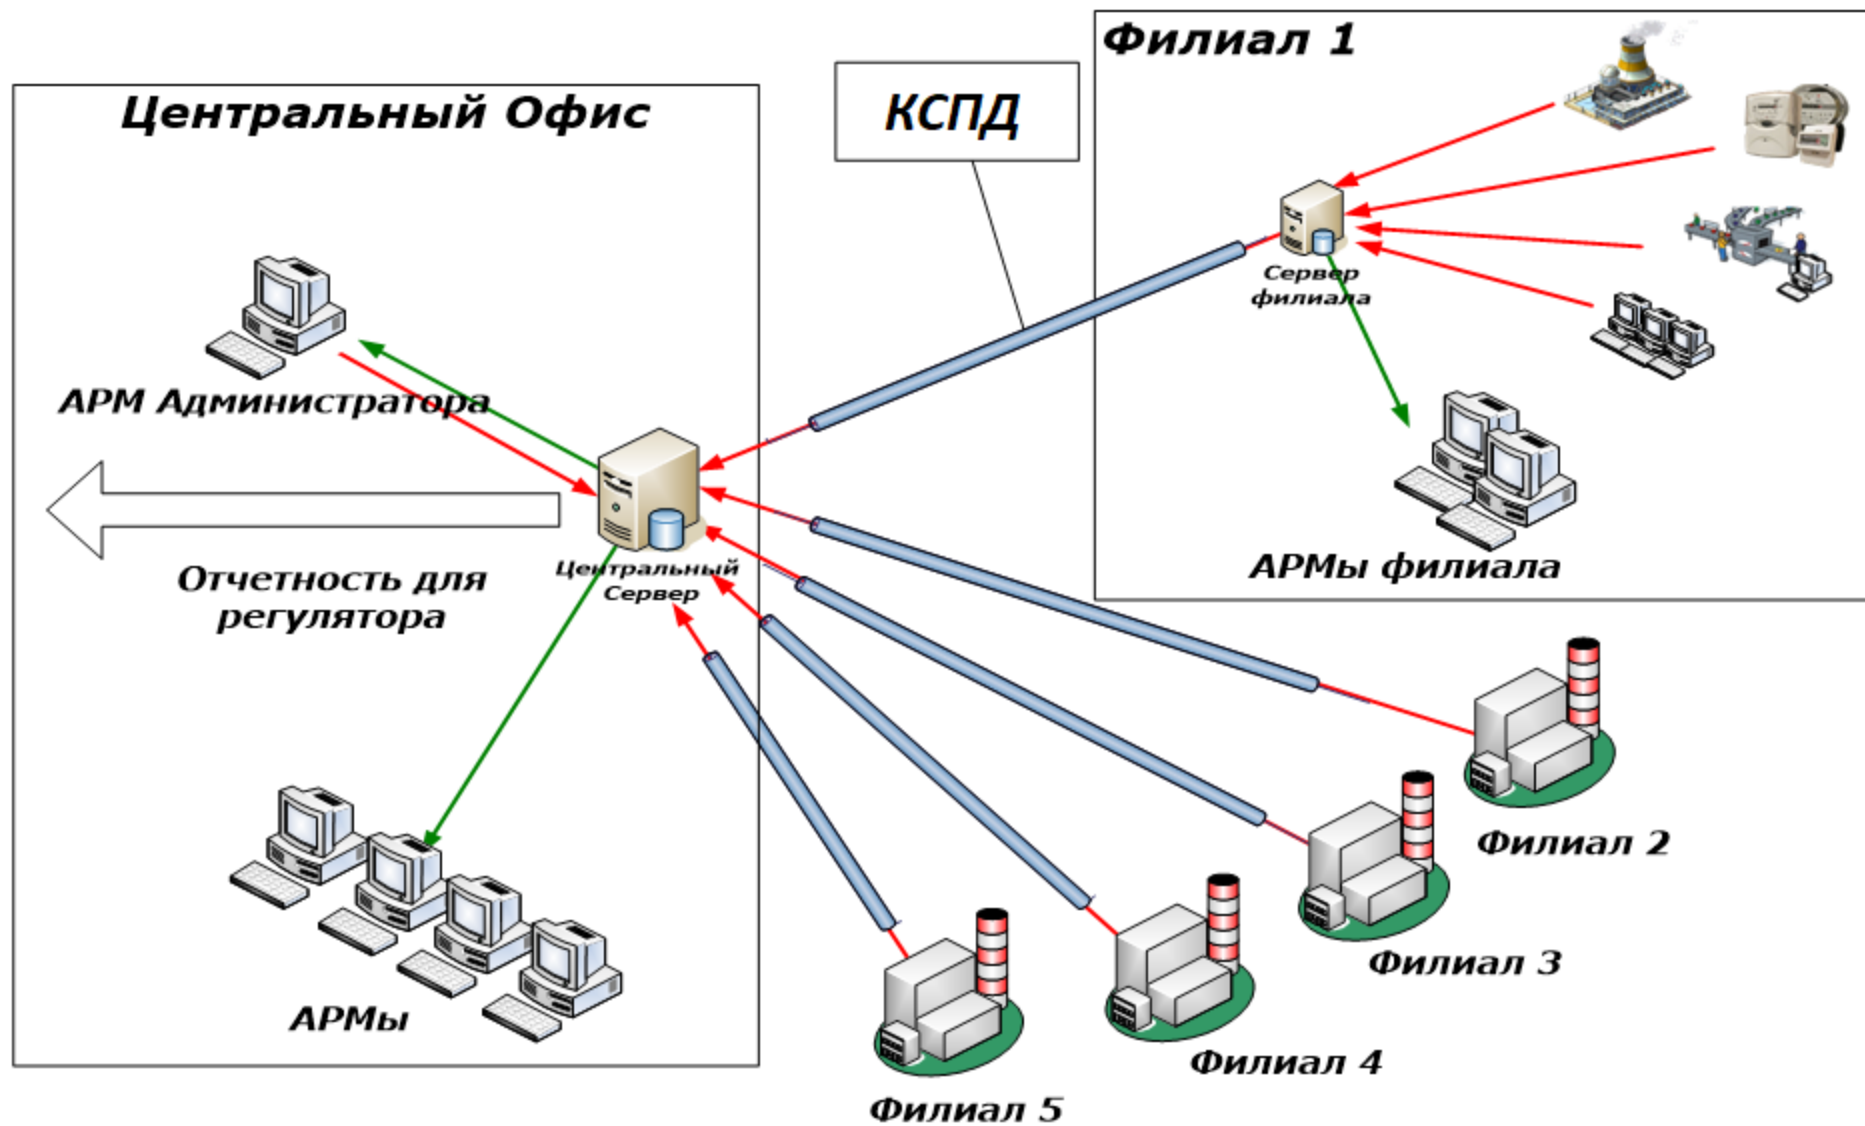 Филиал 1
КСПД
Центральный Офис
Сервер
филиала
АРМ Администратора
АРМы филиала
Центральный
Сервер
Отчетность для
регулятора
Филиал 2
Филиал 3
АРМы
Филиал 4
Филиал 5